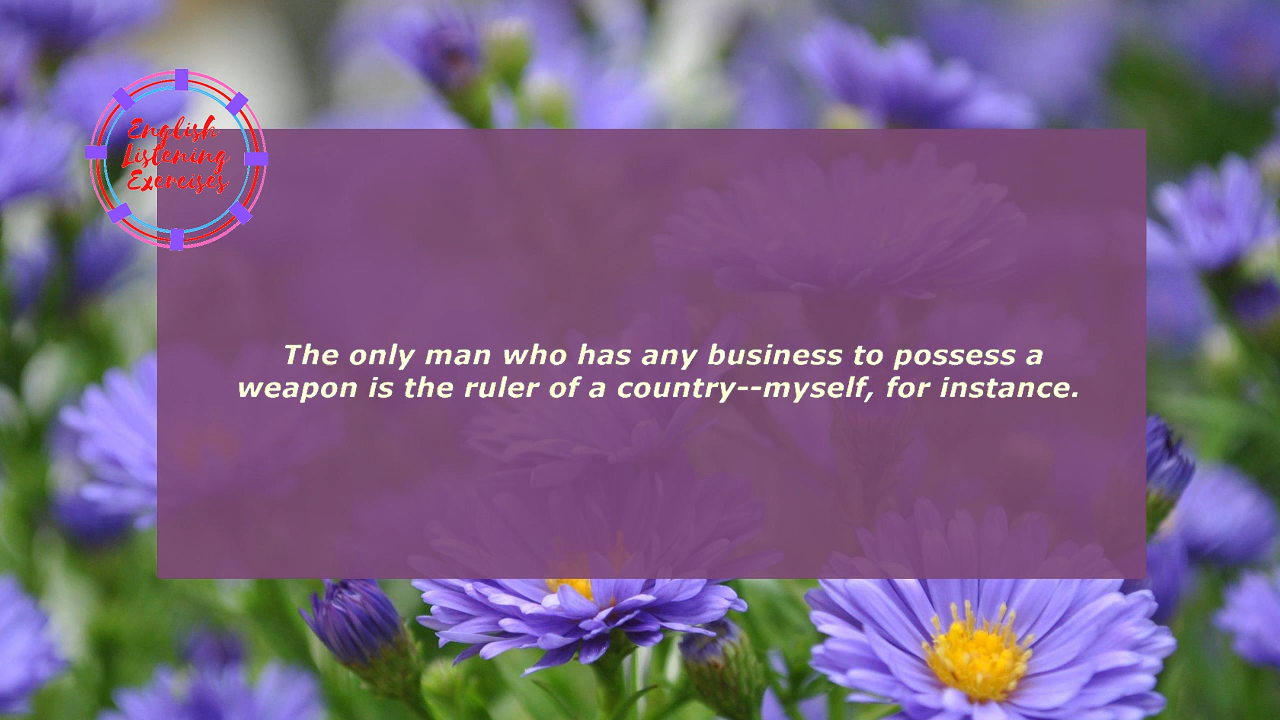 English
Listening
Exercises
The only man who has any business to possess a
weapon is the ruler of a country--myself, for instance.